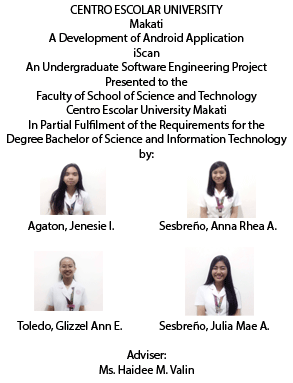 CENTRO ESCOLAR UNIVERSITY
Makati
A Development of Android Application
iScan
An Undergraduate Software Engineering Project
Presented to the
Faculty of School of Science and Technology
Centro Escolar University Makati
In Partial Fulfilment of the Requirements for the
Degree Bachelor of Science and Information Technology
by:
Agaton, Jenesie I.
Sesbreño, Anna Rhea A.
Toledo, Glizzel Ann E.
Sesbreño, Julia Mae A.
Adviser:
Ms. Haidee M. Valin